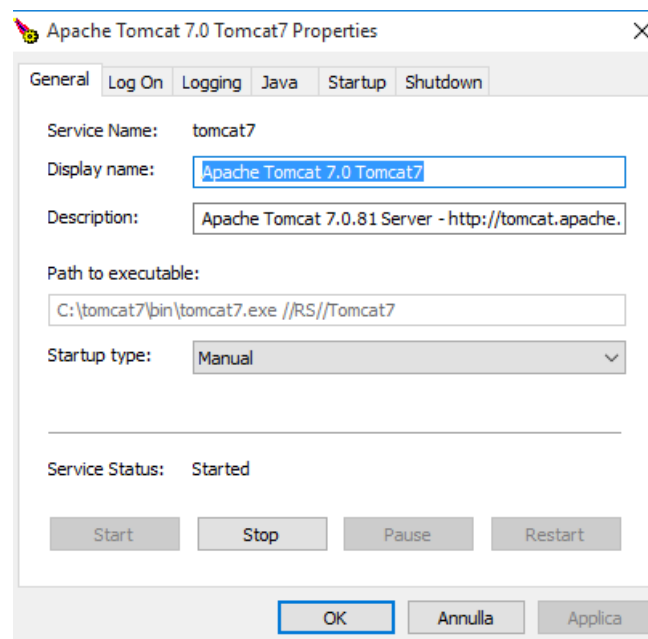 Apache Tomcat 7.0 Tomcat7 Properties
General Log On Logging Java Startup Shutdown
Service Name: tomcat7
Display name: Apache Tomcat 7.0 Tomcat7
Description: Apache Tomcat 7.0.81 Server - http://tomcat.apache.
Path to executable:
C:\tomcat7\bin\tomcat7.exe //RS//Tomcat7
Startup type: Manual
Service Status: Started
Start Stop Pause Restart
OK Annulla Applica